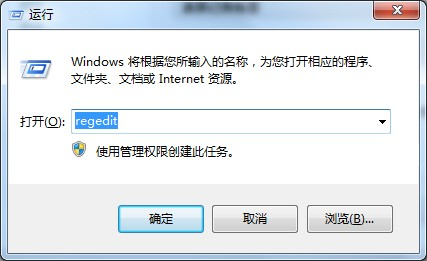 运行
Windows 将根据您所输入的名称，为您打开相应的程序、
文件夹、文档或 Internet 资源。
打开(O): regedit
使用管理权限创建此任务。
确定 取消 浏览(B)...